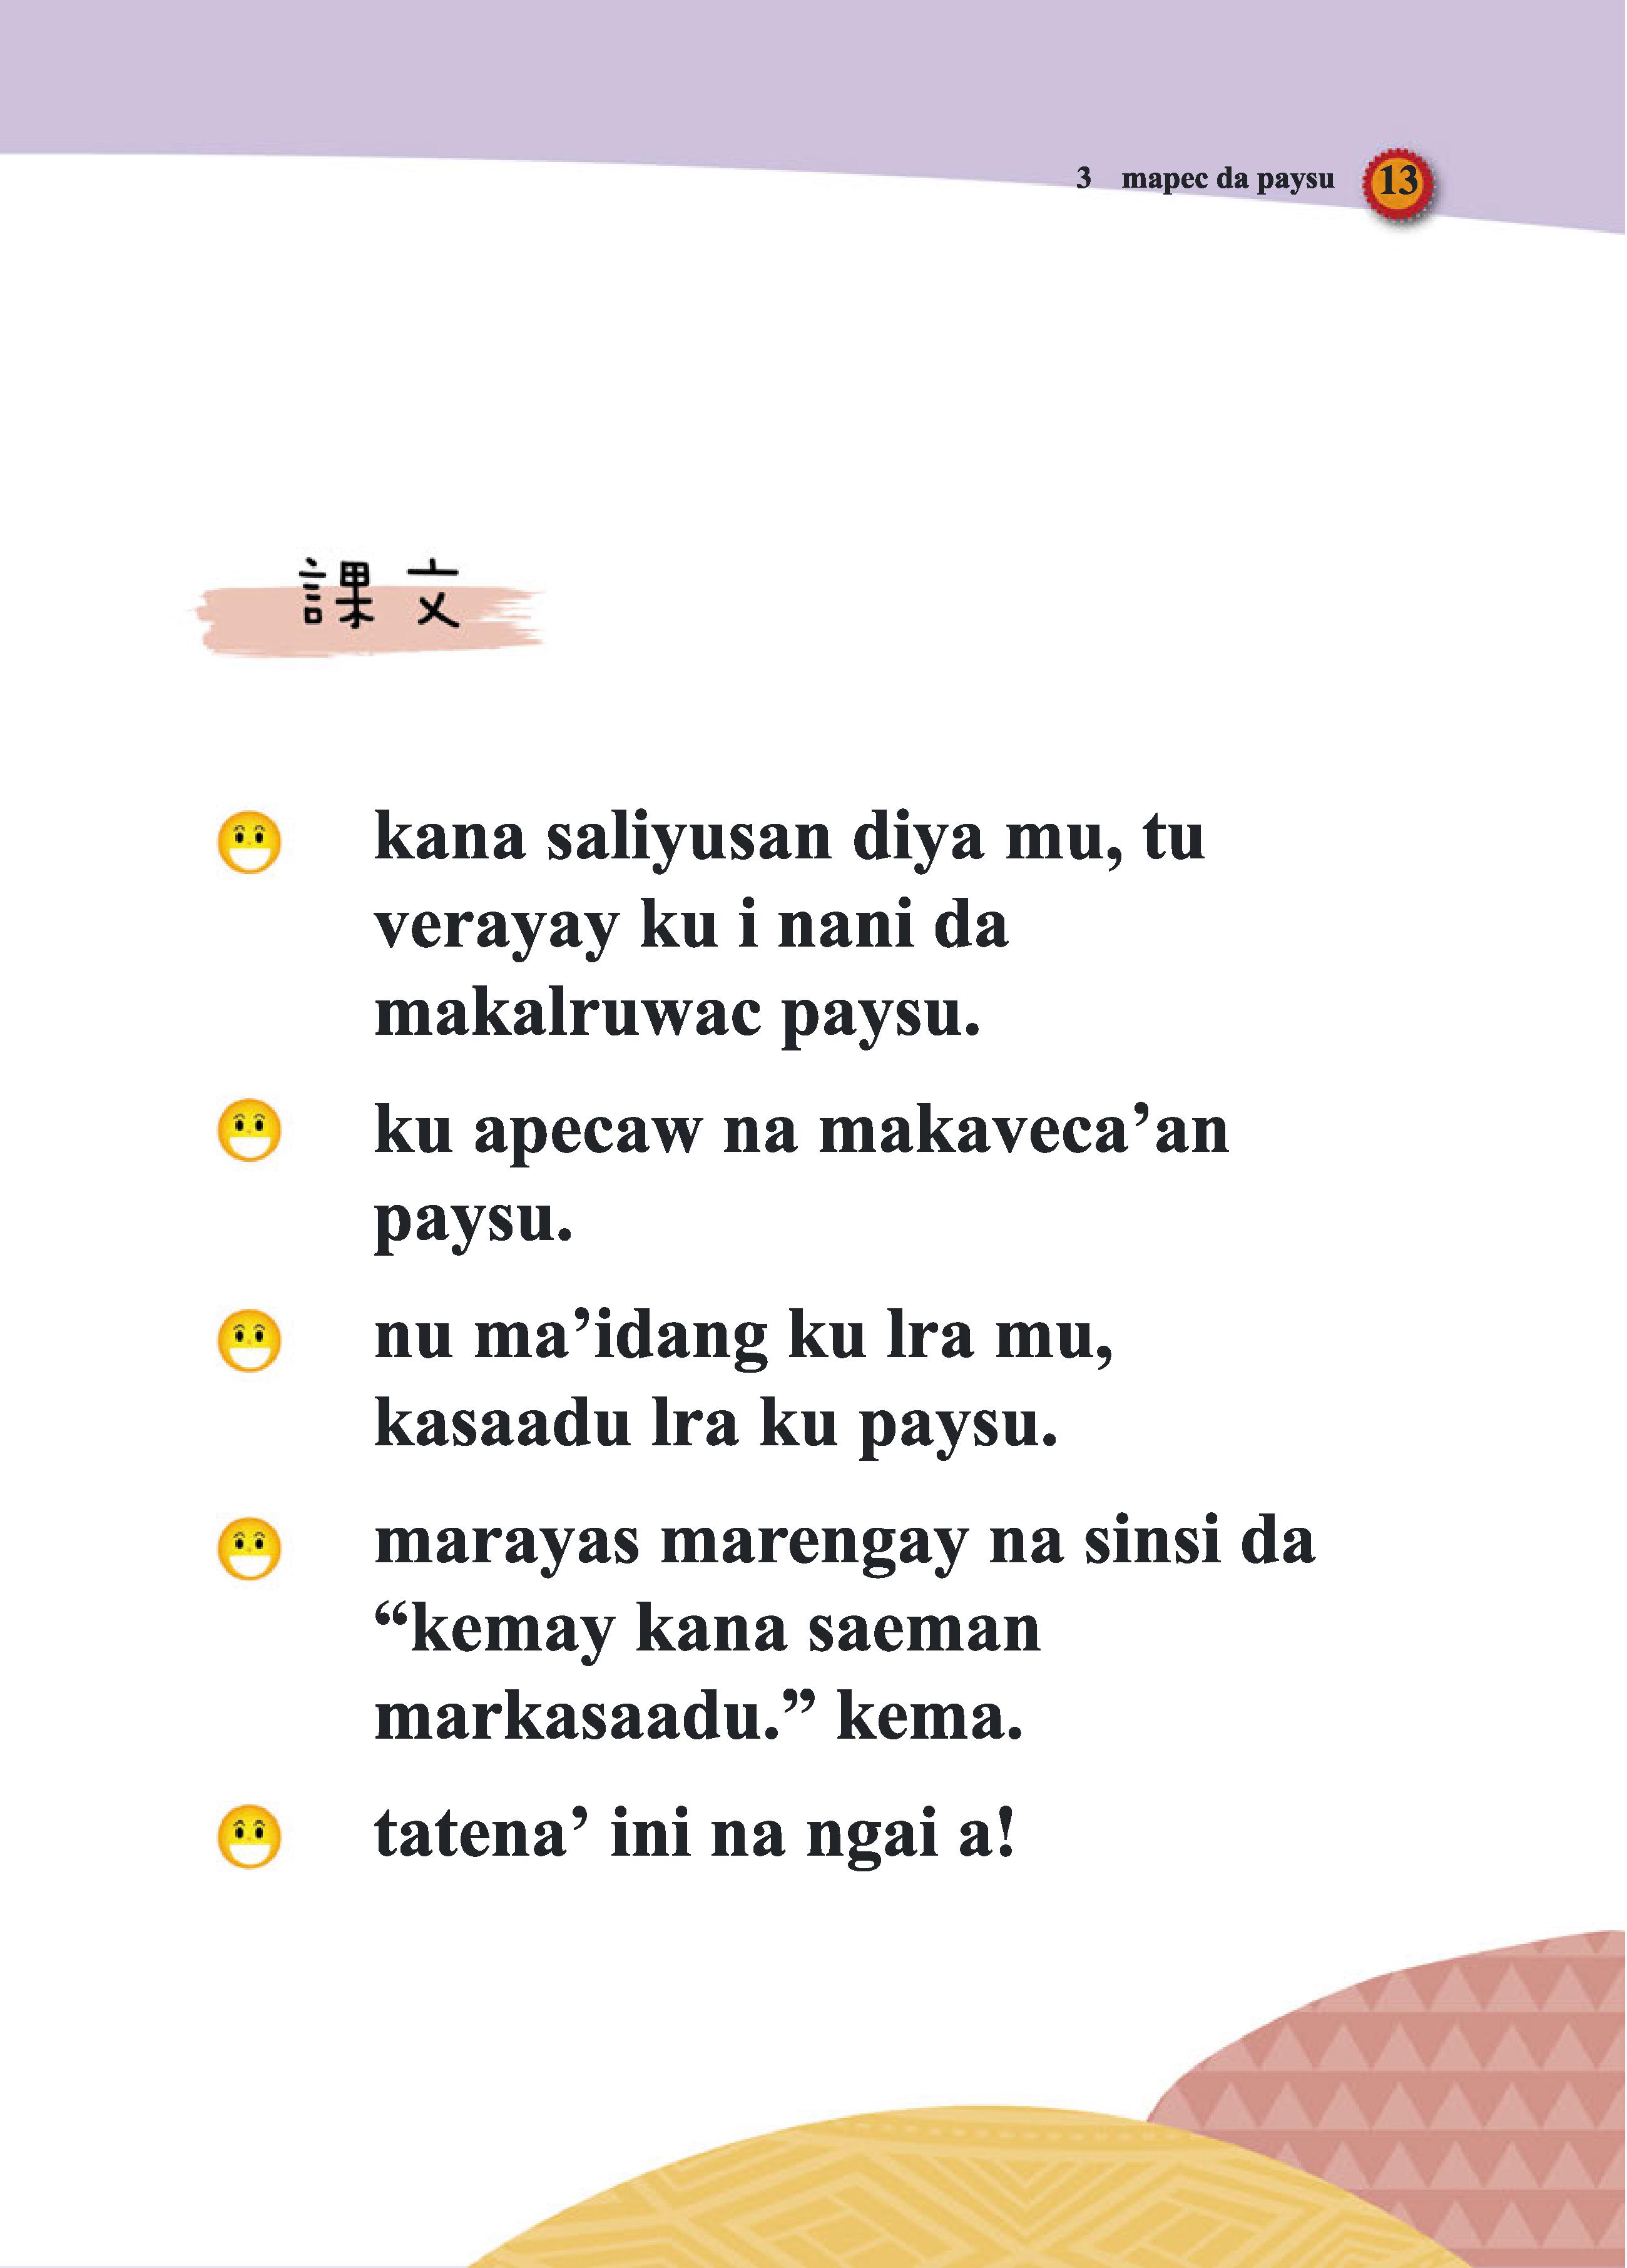 3 mapec da paysu 13
課文
kana saliyusan diya mu, tu
verayay ku i nani da
makalruwac paysu.
ku apecaw na makaveca’an
paysu.
nu ma’idang ku lra mu,
kasaadu lra ku paysu.
marayas marengay na sinsi da
“kemay kana saeman
markasaadu.” kema.
tatena’ ini na ngai a!